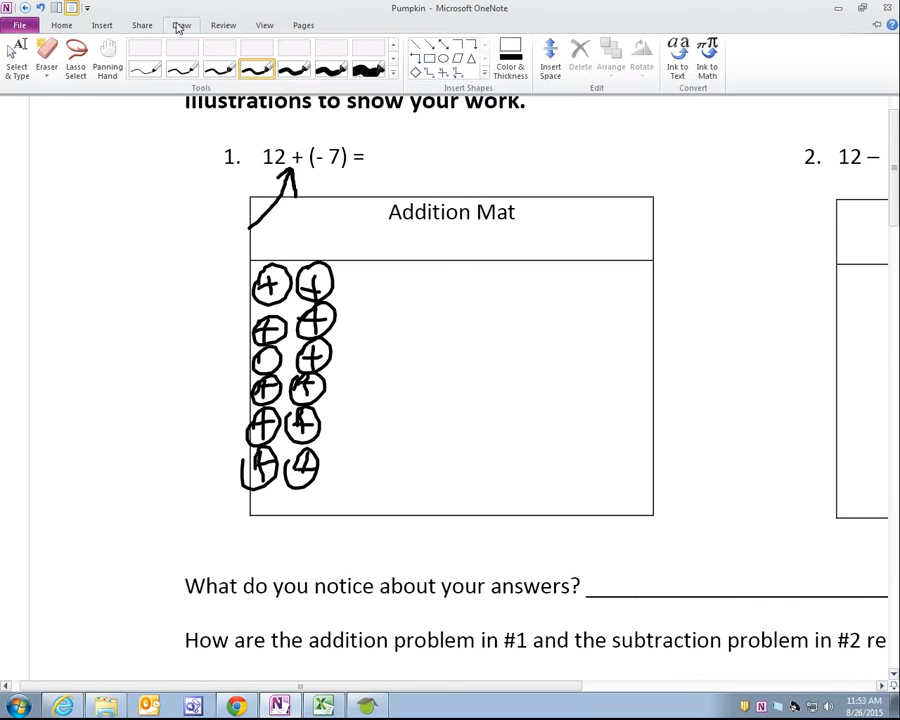 Pumpkin - Microsoft OneNote
File Home Insert Share Draw Review View Pages
Select & Type Eraser Lasso Select Panning Hand Color & Thickness Insert Space Delete Arrange Rotate Ink to Text Ink to Math
Tools Insert Shapes Edit Convert
illustrations to show your work.
1. 12 + (- 7) =
2. 12 –
Addition Mat
+ +
+ +
+
+ +
+ +
+ +
What do you notice about your answers?
How are the addition problem in #1 and the subtraction problem in #2 re
11:53 AM
8/26/2015